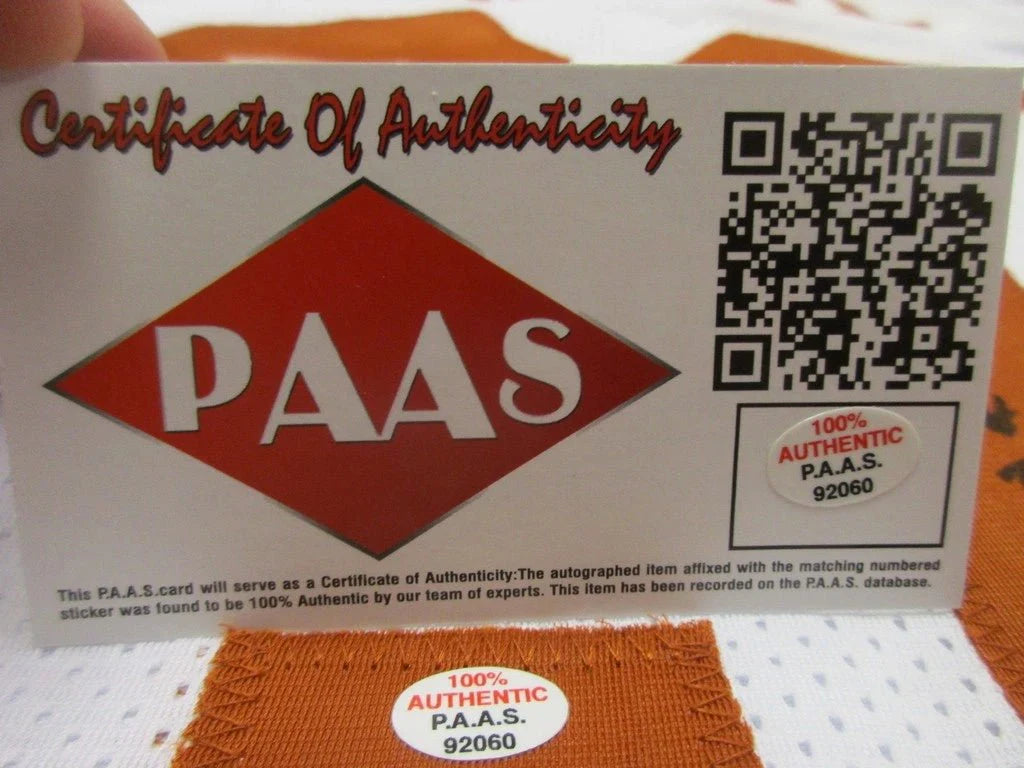 Certificate Of Authenticity
PAAS
100%
AUTHENTIC
P.A.A.S.
92060
This P.A.A.S.card will serve as a Certificate of Authenticity:The autographed item affixed with the matching numbered
sticker was found to be 100% Authentic by our team of experts. This item has been recorded on the P.A.A.S. database.
100%
AUTHENTIC
P.A.A.S.
92060